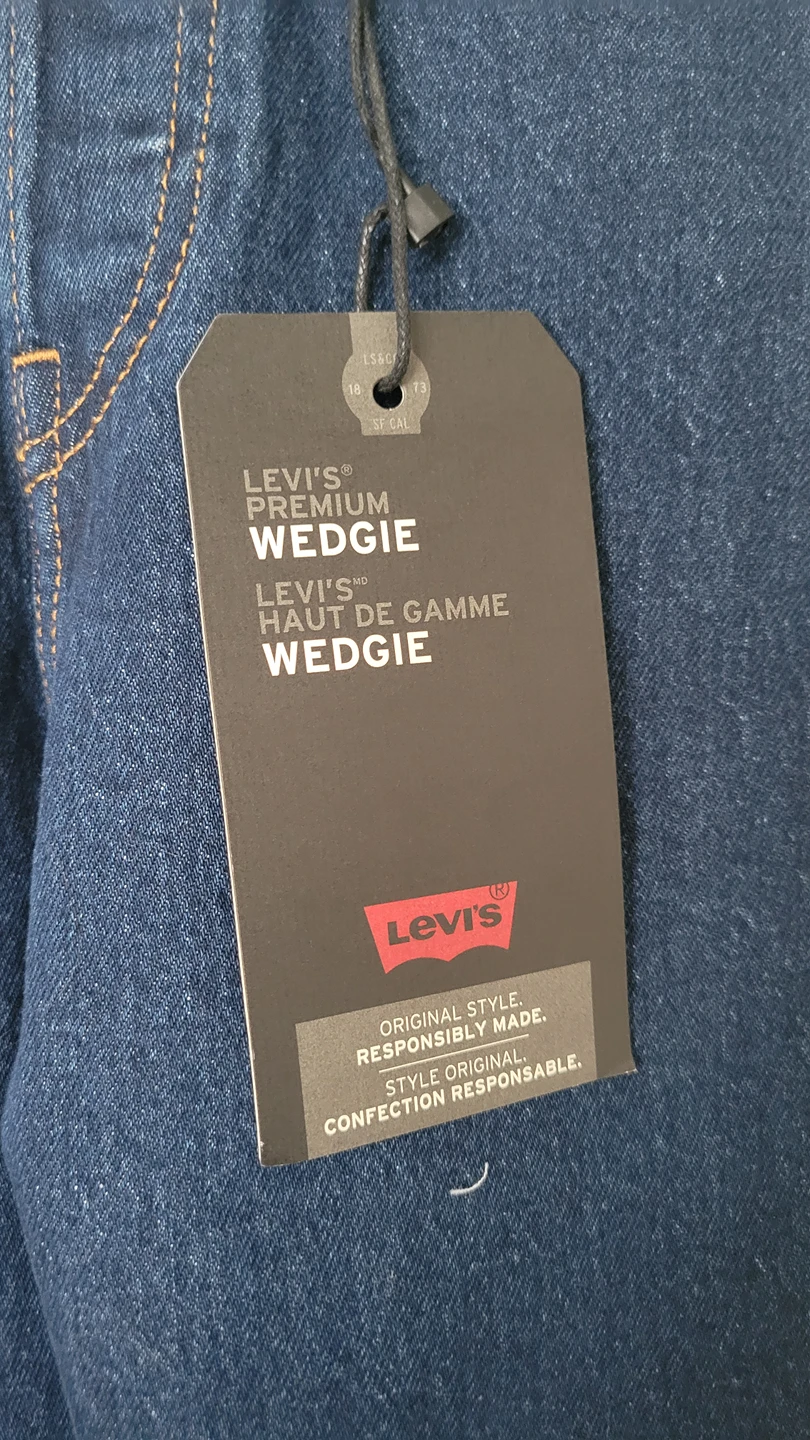 LS&CO
18 73
SF CAL
LEVI'S®
PREMIUM
WEDGIE
LEVI'S MD
HAUT DE GAMME
WEDGIE
LEVI'S®
ORIGINAL STYLE.
RESPONSIBLY MADE.
STYLE ORIGINAL.
CONFECTION RESPONSABLE.